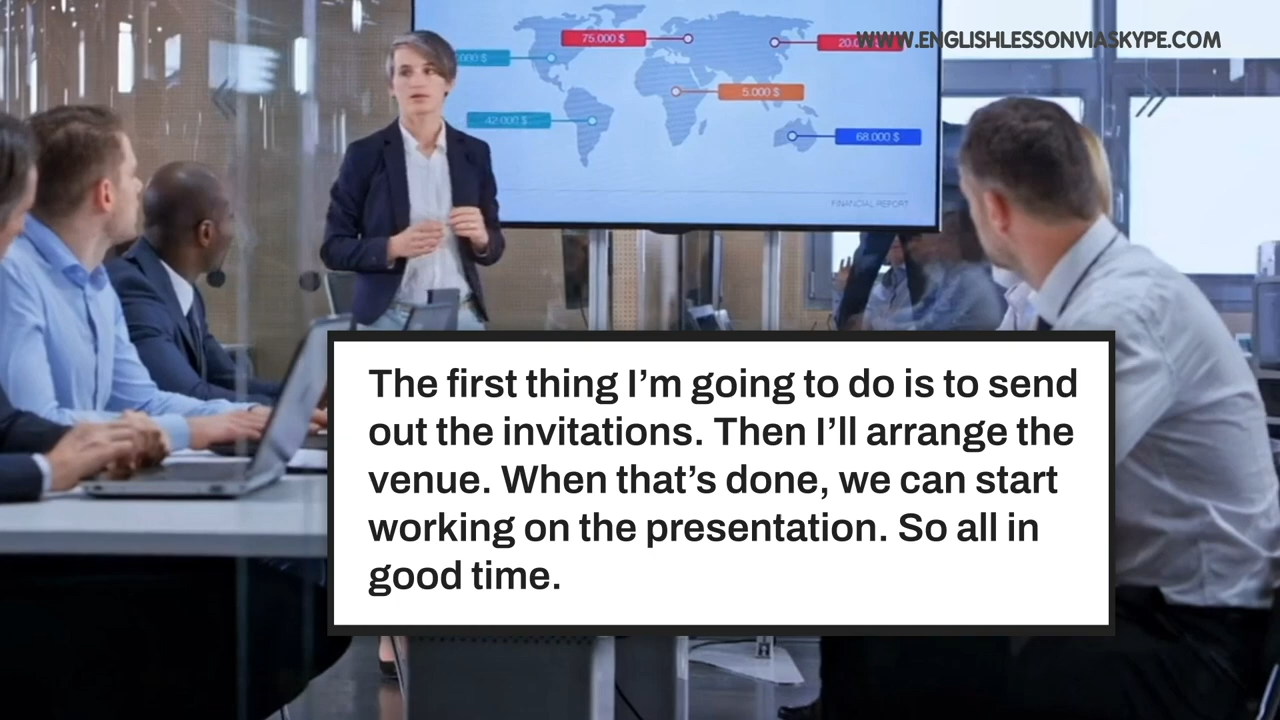 WWW.ENGLISHLESSONVIASKYPE.COM
75.000 $
5.000 $
42.000 $
68.000 $
FINANCIAL REPORT
The first thing I’m going to do is to send
out the invitations. Then I’ll arrange the
venue. When that’s done, we can start
working on the presentation. So all in
good time.